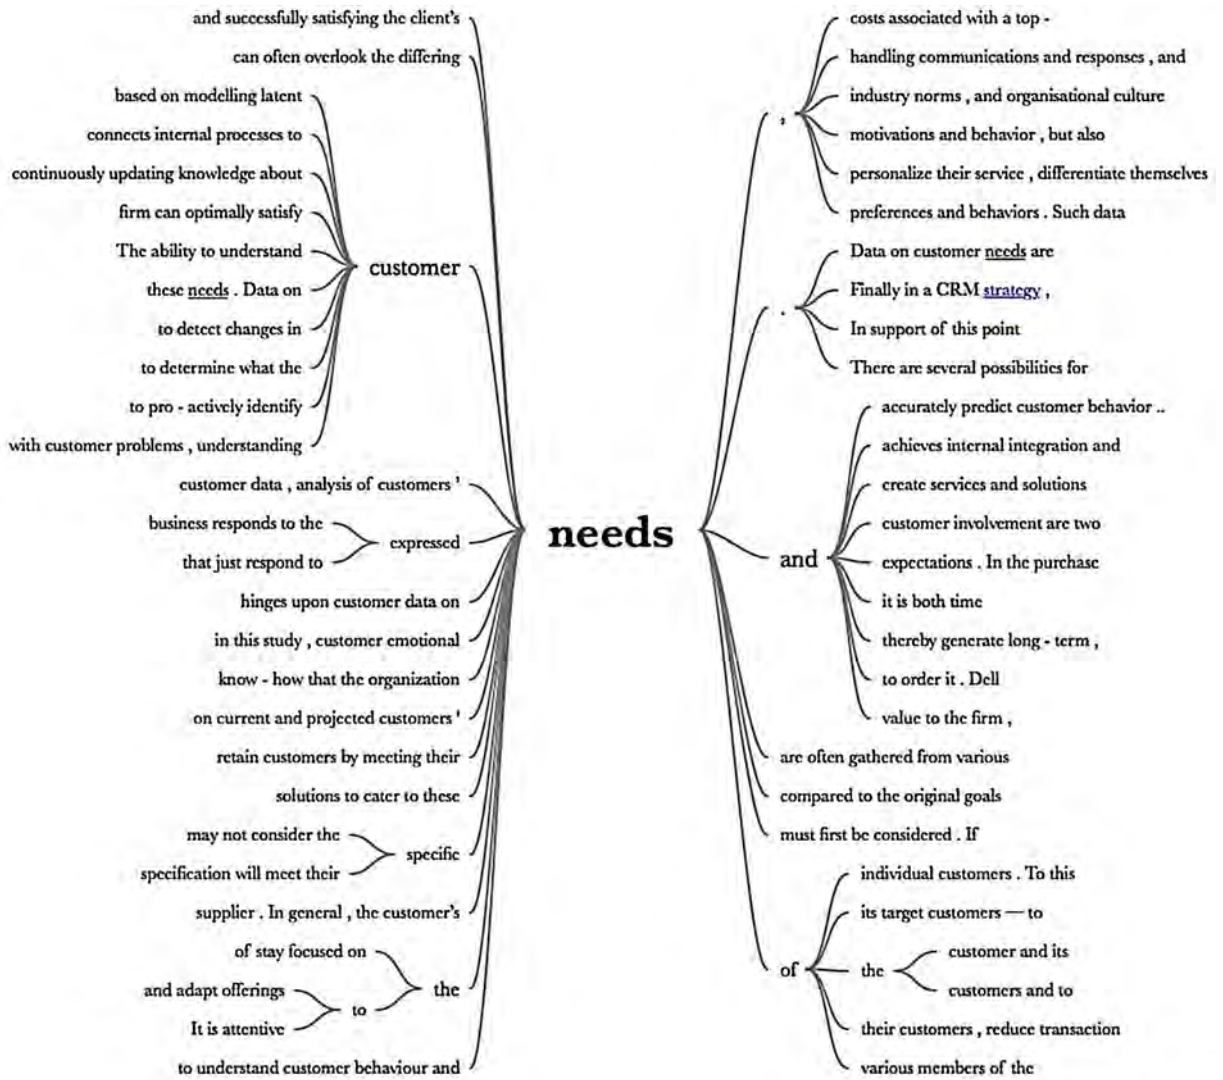 and successfully satisfying the client's
can often overlook the differing
based on modelling latent
connects internal processes to
continuously updating knowledge about
firm can optimally satisfy
The ability to understand
customer
these needs . Data on
to detect changes in
to determine what the
to pro - actively identify
with customer problems , understanding
customer data , analysis of customers '
business responds to the
expressed
that just respond to
hinges upon customer data on
in this study , customer emotional
know - how that the organization
on current and projected customers '
retain customers by meeting their
solutions to cater to these
may not consider the
specific
specification will meet their
supplier . In general , the customer's
of stay focused on
the
and adapt offerings
to
It is attentive
to understand customer behaviour and
needs
,
costs associated with a top -
handling communications and responses , and
industry norms , and organisational culture
motivations and behavior , but also
personalize their service , differentiate themselves
preferences and behaviors . Such data
.
Data on customer needs are
Finally in a CRM strategy ,
In support of this point
There are several possibilities for
and
accurately predict customer behavior ..
achieves internal integration and
create services and solutions
customer involvement are two
expectations . In the purchase
it is both time
thereby generate long - term ,
to order it . Dell
value to the firm ,
are often gathered from various
compared to the original goals
must first be considered . If
of
individual customers . To this
its target customers — to
the
customer and its
customers and to
their customers , reduce transaction
various members of the